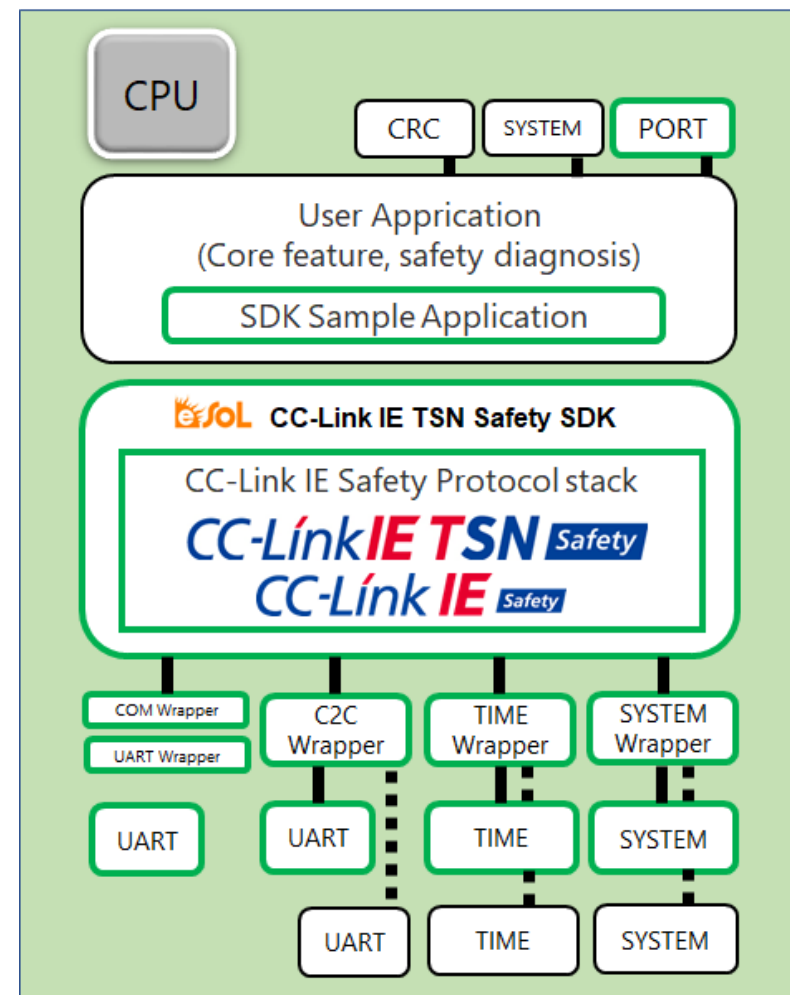 CPU
CRC
SYSTEM
PORT
User Apprication
(Core feature, safety diagnosis)
SDK Sample Application
eSOL CC-Link IE TSN Safety SDK
CC-Link IE Safety Protocol stack
CC-Link IE TSN Safety
CC-Link IE Safety
COM Wrapper
UART Wrapper
C2C
Wrapper
TIME
Wrapper
SYSTEM
Wrapper
UART
UART
TIME
SYSTEM
UART
TIME
SYSTEM